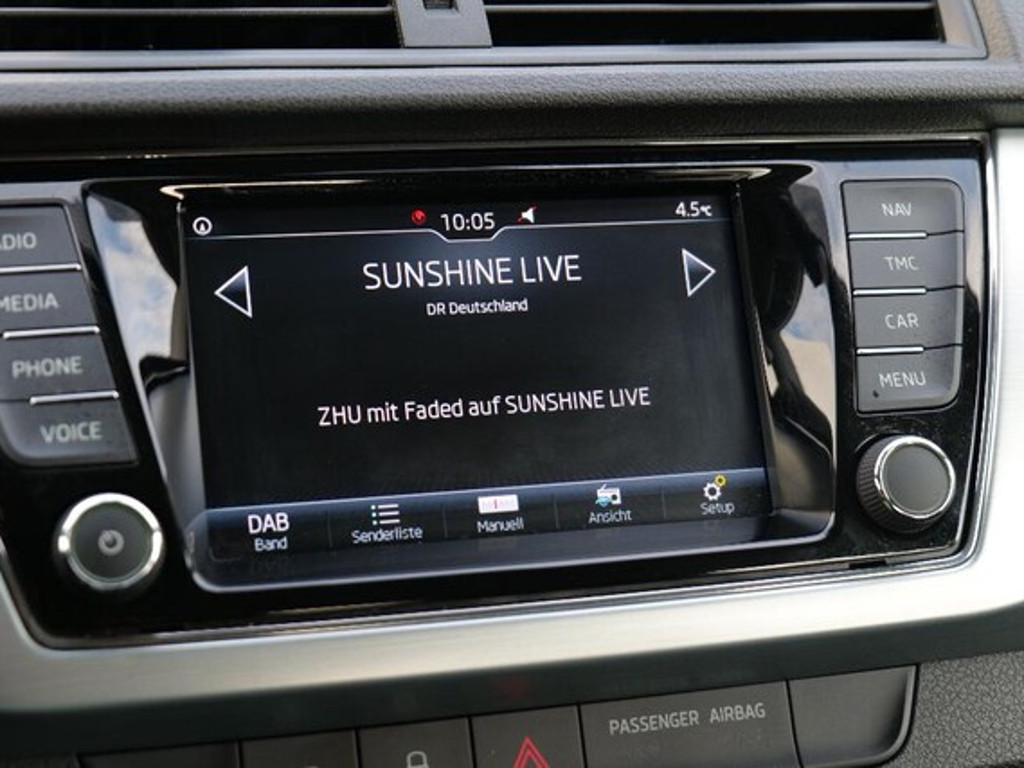 10:05
4.5°C
SUNSHINE LIVE
DR Deutschland
ZHU mit Faded auf SUNSHINE LIVE
DAB
Band
Senderliste
Manuell
Ansicht
Setup
ADIO
MEDIA
PHONE
VOICE
NAV
TMC
CAR
MENU
PASSENGER AIRBAG